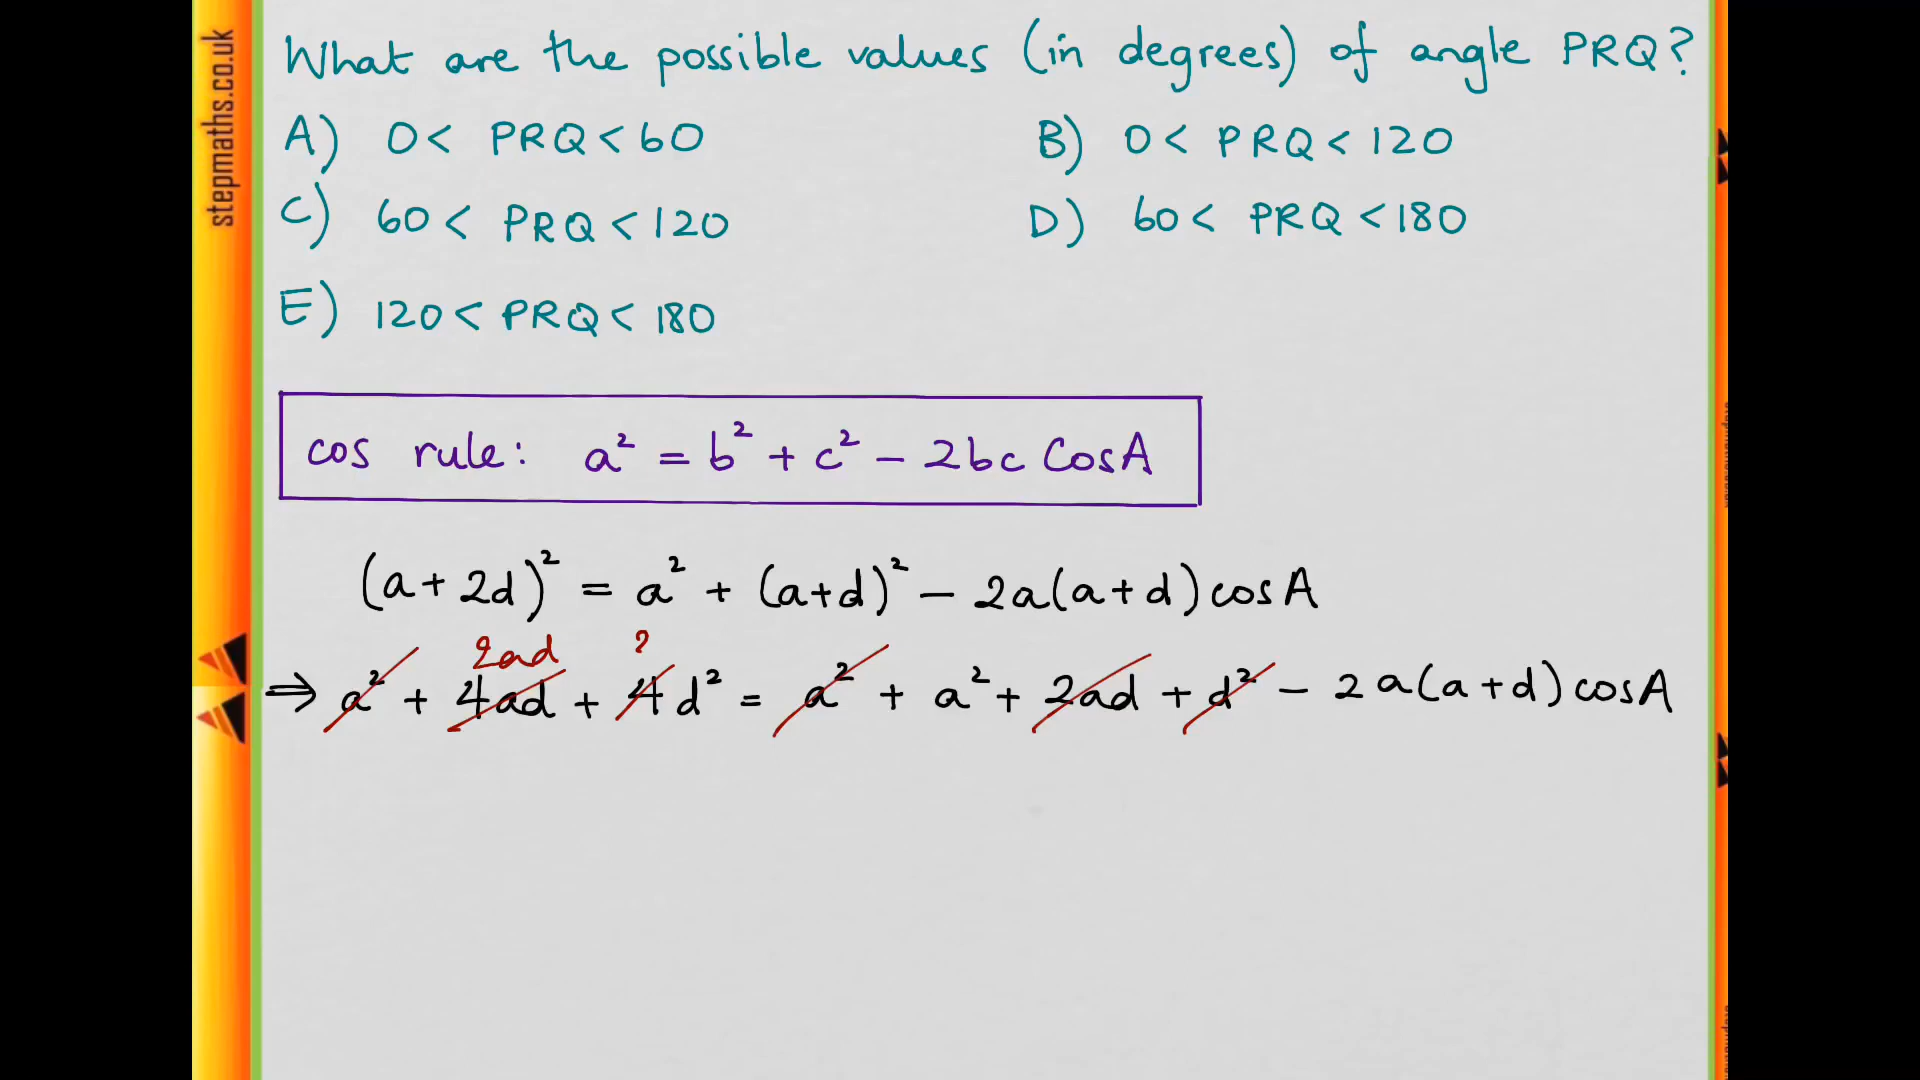 stepmaths.co.uk
What are the possible values (in degrees) of angle PRQ?
A) 0 < PRQ < 60
B) 0 < PRQ < 120
C) 60 < PRQ < 120
D) 60 < PRQ < 180
E) 120 < PRQ < 180
cos rule: a² = b² + c² - 2bc CosA
(a + 2d)² = a² + (a+d)² - 2a(a+d) cosA
2ad
⇒ a² + 4ad + 4d² = a² + a² + 2ad + d² - 2a(a+d) cosA